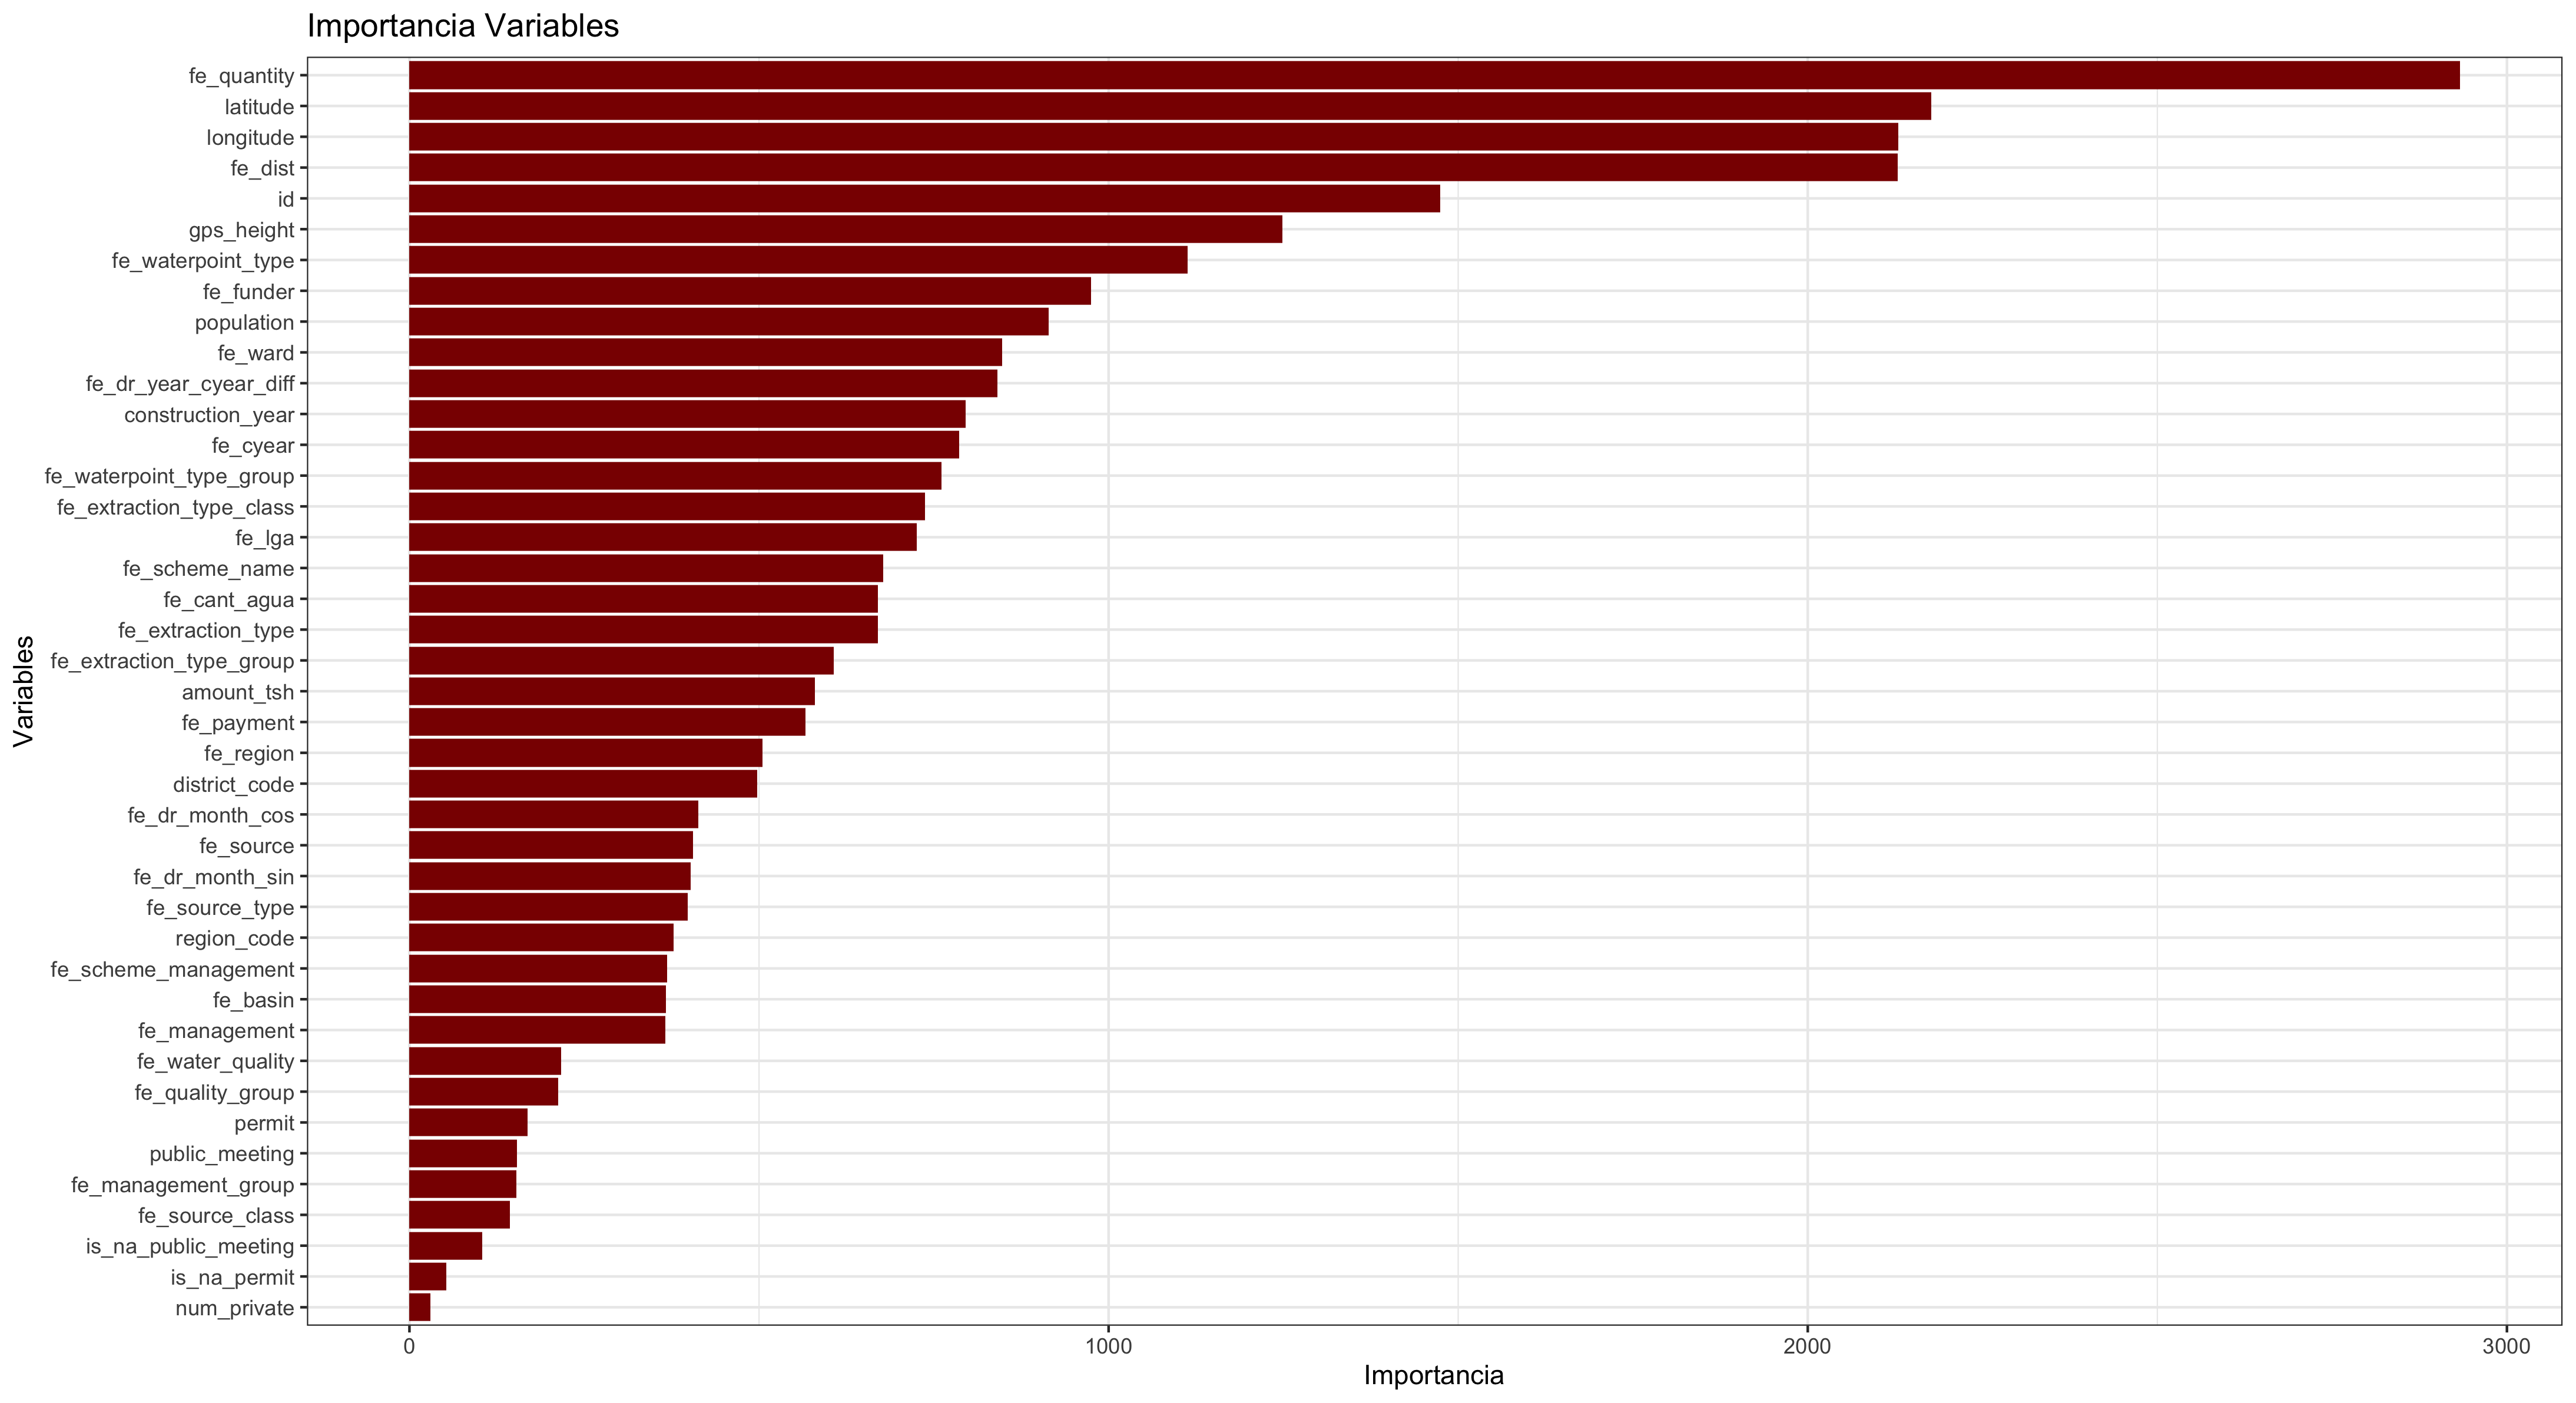 Importancia Variables
fe_quantity
latitude
longitude
fe_dist
id
gps_height
fe_waterpoint_type
fe_funder
population
fe_ward
fe_dr_year_cyear_diff
construction_year
fe_cyear
fe_waterpoint_type_group
fe_extraction_type_class
fe_lga
fe_scheme_name
fe_cant_agua
fe_extraction_type
fe_extraction_type_group
amount_tsh
fe_payment
fe_region
district_code
fe_dr_month_cos
fe_source
fe_dr_month_sin
fe_source_type
region_code
fe_scheme_management
fe_basin
fe_management
fe_water_quality
fe_quality_group
permit
public_meeting
fe_management_group
fe_source_class
is_na_public_meeting
is_na_permit
num_private
Variables
0 1000 2000 3000
Importancia